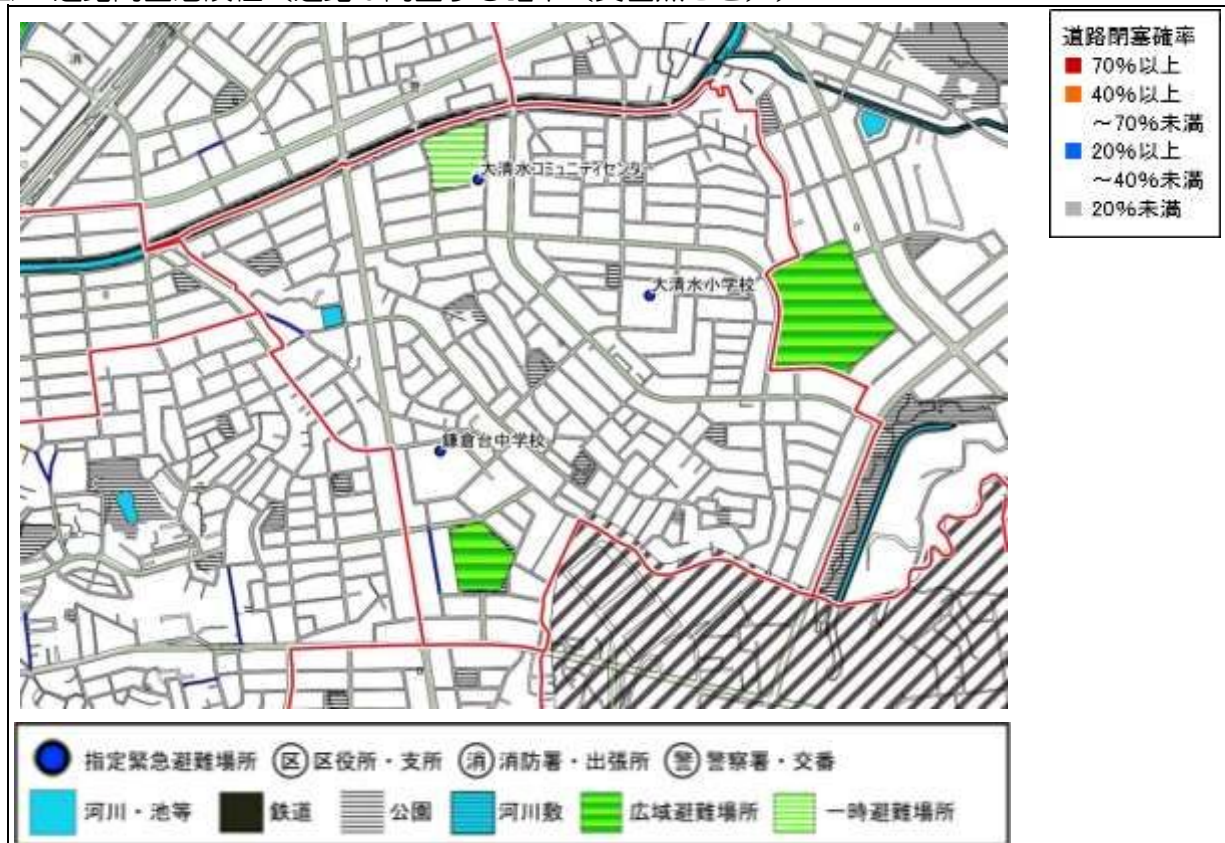 道路閉塞確率
70%以上
40%以上
～70%未満
20%以上
～40%未満
20%未満
消
大清水コミュニティセンター
大清水小学校
鎌倉台中学校
指定緊急避難場所 区 区役所・支所 消 消防署・出張所 警 警察署・交番
河川・池等 鉄道 公園 河川敷 広域避難場所 一時避難場所